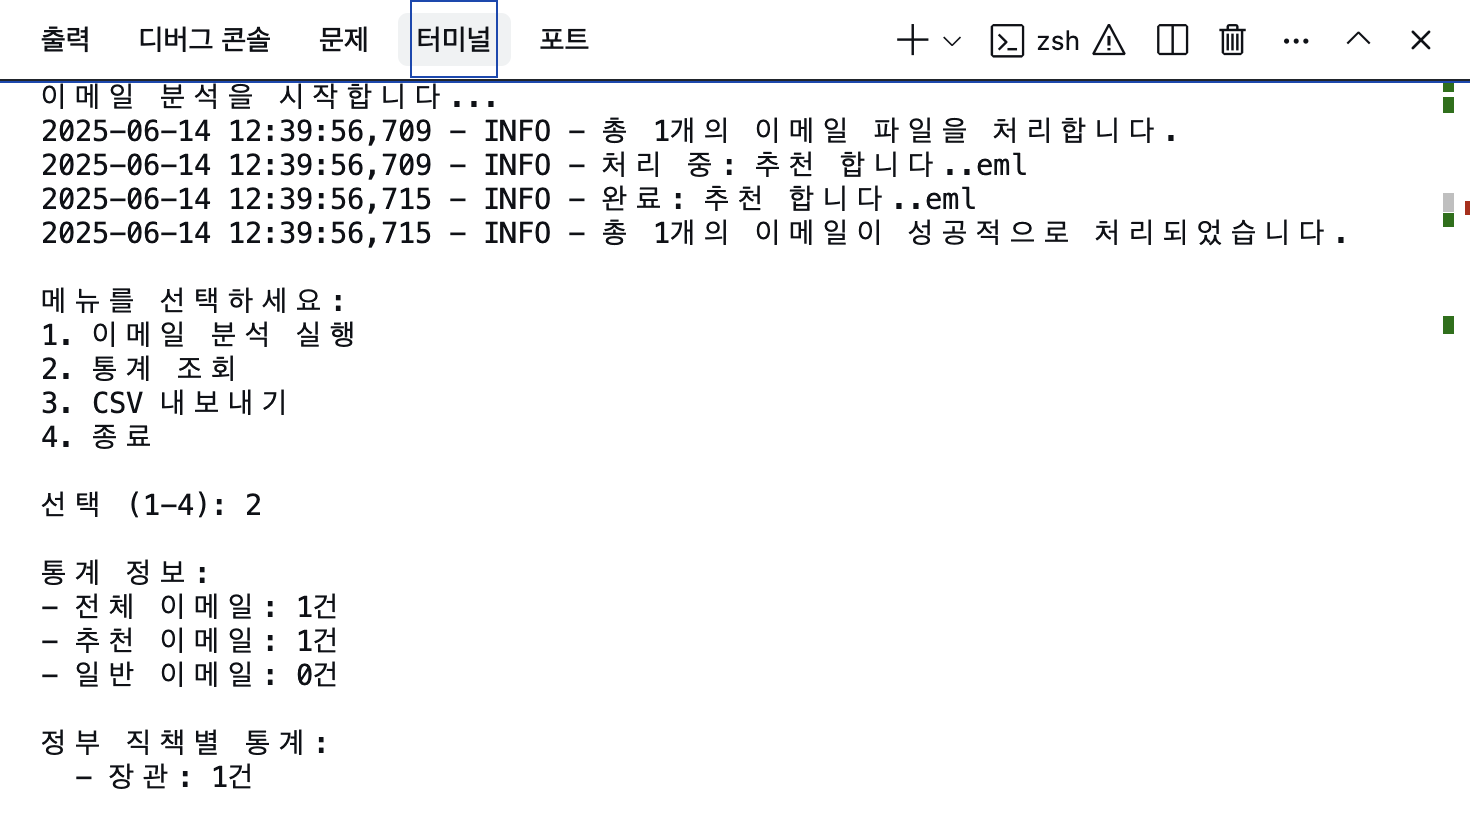 출력 디버그 콘솔 문제 터미널 포트 zsh
이메일 분석을 시작합니다...
2025-06-14 12:39:56,709 - INFO - 총 1개의 이메일 파일을 처리합니다.
2025-06-14 12:39:56,709 - INFO - 처리 중: 추천 합니다..eml
2025-06-14 12:39:56,715 - INFO - 완료: 추천 합니다..eml
2025-06-14 12:39:56,715 - INFO - 총 1개의 이메일이 성공적으로 처리되었습니다.
메뉴를 선택하세요:
1. 이메일 분석 실행
2. 통계 조회
3. CSV 내보내기
4. 종료
선택 (1-4): 2
통계 정보:
- 전체 이메일: 1건
- 추천 이메일: 1건
- 일반 이메일: 0건
정부 직책별 통계:
- 장관: 1건